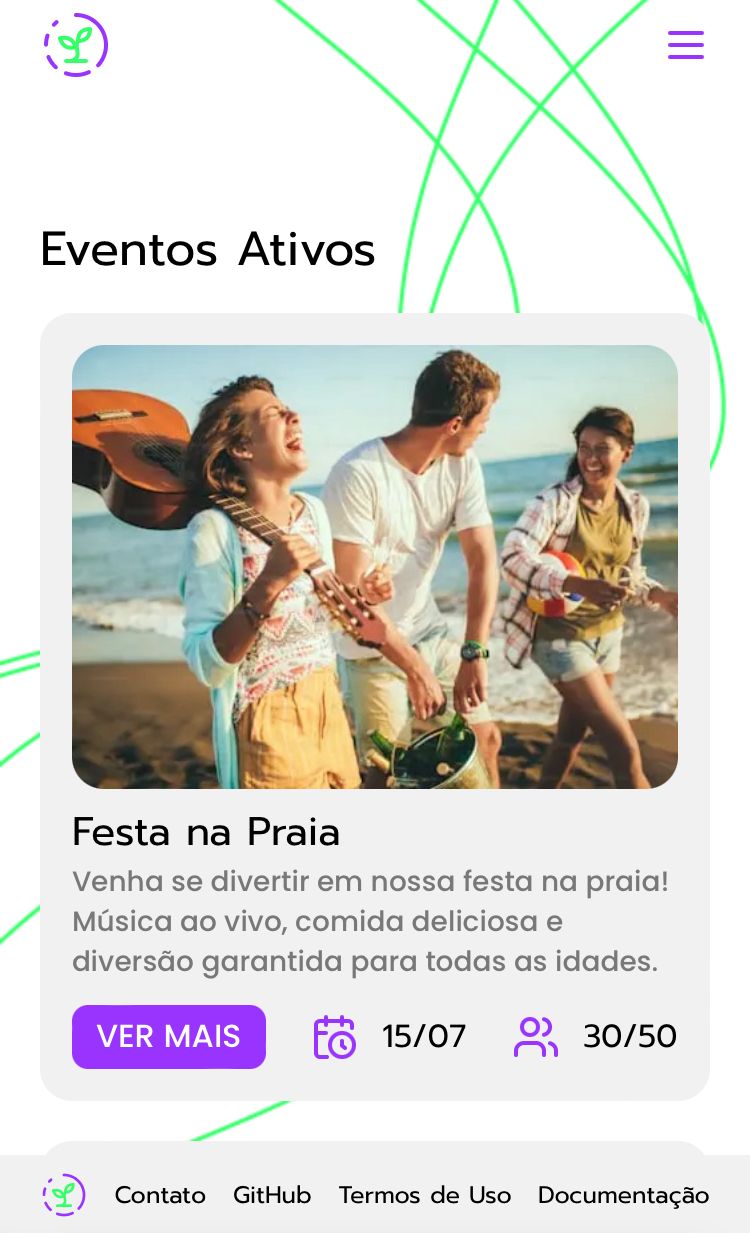 Eventos Ativos
Festa na Praia
Venha se divertir em nossa festa na praia!
Música ao vivo, comida deliciosa e
diversão garantida para todas as idades.
VER MAIS 15/07 30/50
Contato GitHub Termos de Uso Documentação